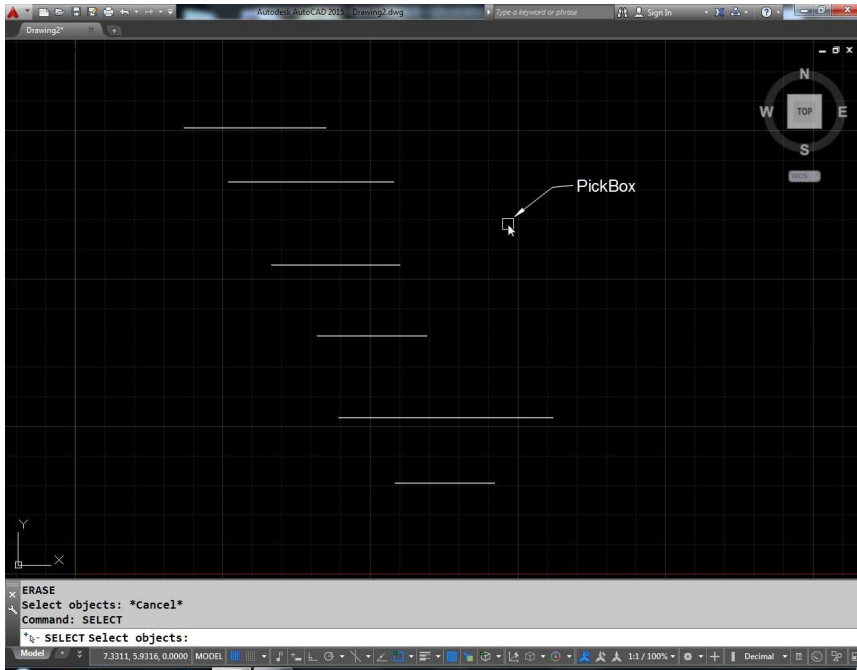 Autodesk AutoCAD 2015 Drawing2.dwg
Type a keyword or phrase
Sign In
Drawing2*
N
W
TOP
E
S
WCS
PickBox
Y
X
ERASE
Select objects: *Cancel*
Command: SELECT
SELECT Select objects:
Model
7.3311, 5.9316, 0.0000 MODEL
1:1 / 100%
Decimal